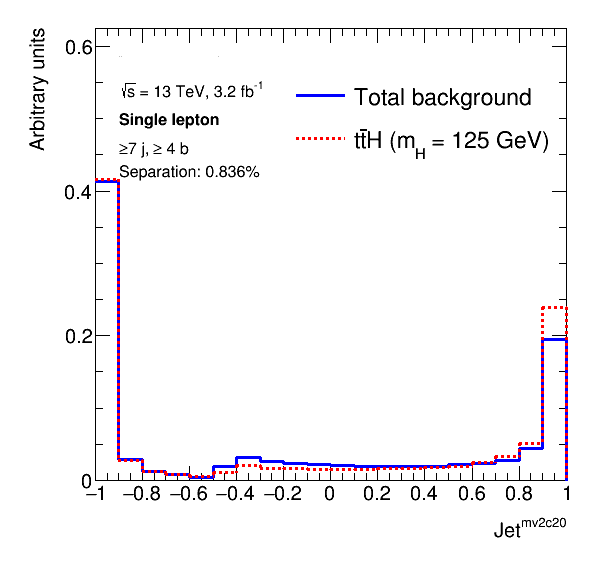 Arbitrary units
0.6
0.4
0.2
0
√s = 13 TeV, 3.2 fb⁻¹
Single lepton
≥7 j, ≥ 4 b
Separation: 0.836%
Total background
tt̄H (m_H = 125 GeV)
−1 −0.8 −0.6 −0.4 −0.2 0 0.2 0.4 0.6 0.8 1
Jet^mv2c20